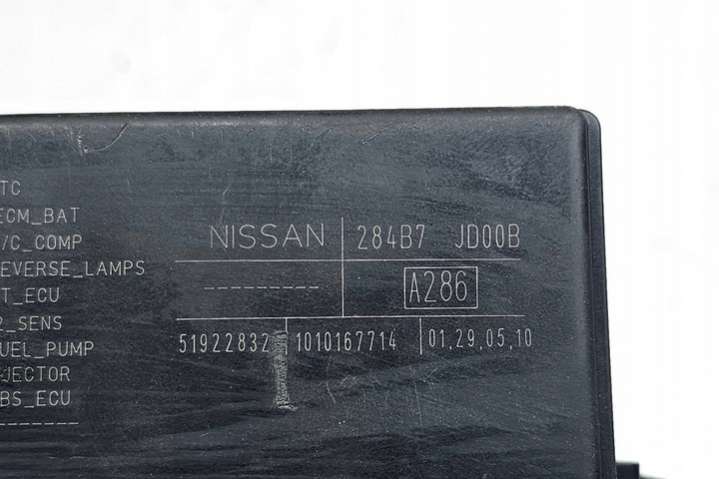 TC
ECM_BAT
/C_COMP
EVERSE_LAMPS
T_ECU
2_SENS
UEL_PUMP
JECTOR
BS_ECU
---------
NISSAN 284B7 JD00B
--------- A286
51922832 1010167714 01,29,05,10